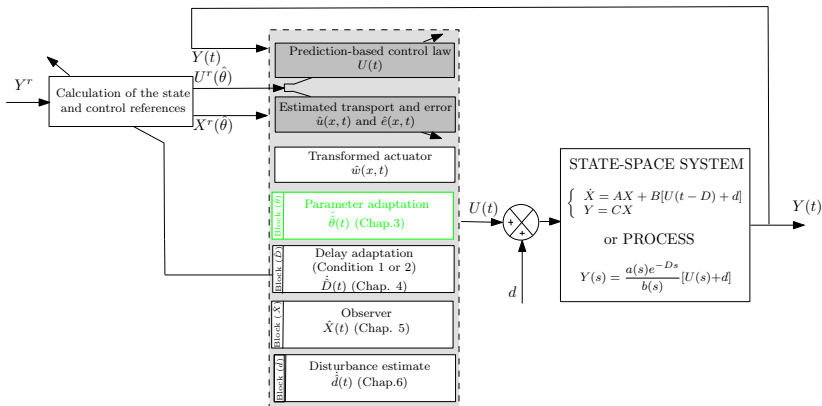 Y^r
Calculation of the state
and control references
Y(t)
U^r(θ̂)
X^r(θ̂)
Prediction-based control law
U(t)
Estimated transport and error
û(x, t) and ê(x, t)
Transformed actuator
ŵ(x, t)
Block (θ̂)
Parameter adaptation
θ̂̇(t) (Chap.3)
Block (D̂)
Delay adaptation
(Condition 1 or 2)
D̂̇(t) (Chap. 4)
Block (X̂)
Observer
X̂(t) (Chap. 5)
Block (d̂)
Disturbance estimate
d̂̇(t) (Chap.6)
U(t)
+
+
d
STATE-SPACE SYSTEM
{ Ẋ = AX + B[U(t − D) + d]
Y = CX
or PROCESS
Y(s) = a(s)e^{−Ds} / b(s) [U(s)+d]
Y(t)